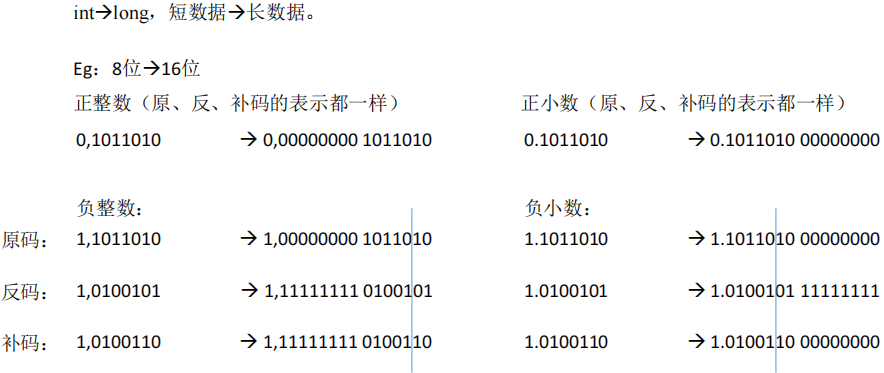 int→long，短数据→长数据。
Eg：8位→16位
正整数（原、反、补码的表示都一样） 正小数（原、反、补码的表示都一样）
0,1011010 → 0,00000000 1011010 0.1011010 → 0.1011010 00000000
负整数： 负小数：
原码： 1,1011010 → 1,00000000 1011010 1.1011010 → 1.1011010 00000000
反码： 1,0100101 → 1,11111111 0100101 1.0100101 → 1.0100101 11111111
补码： 1,0100110 → 1,11111111 0100110 1.0100110 → 1.0100110 00000000